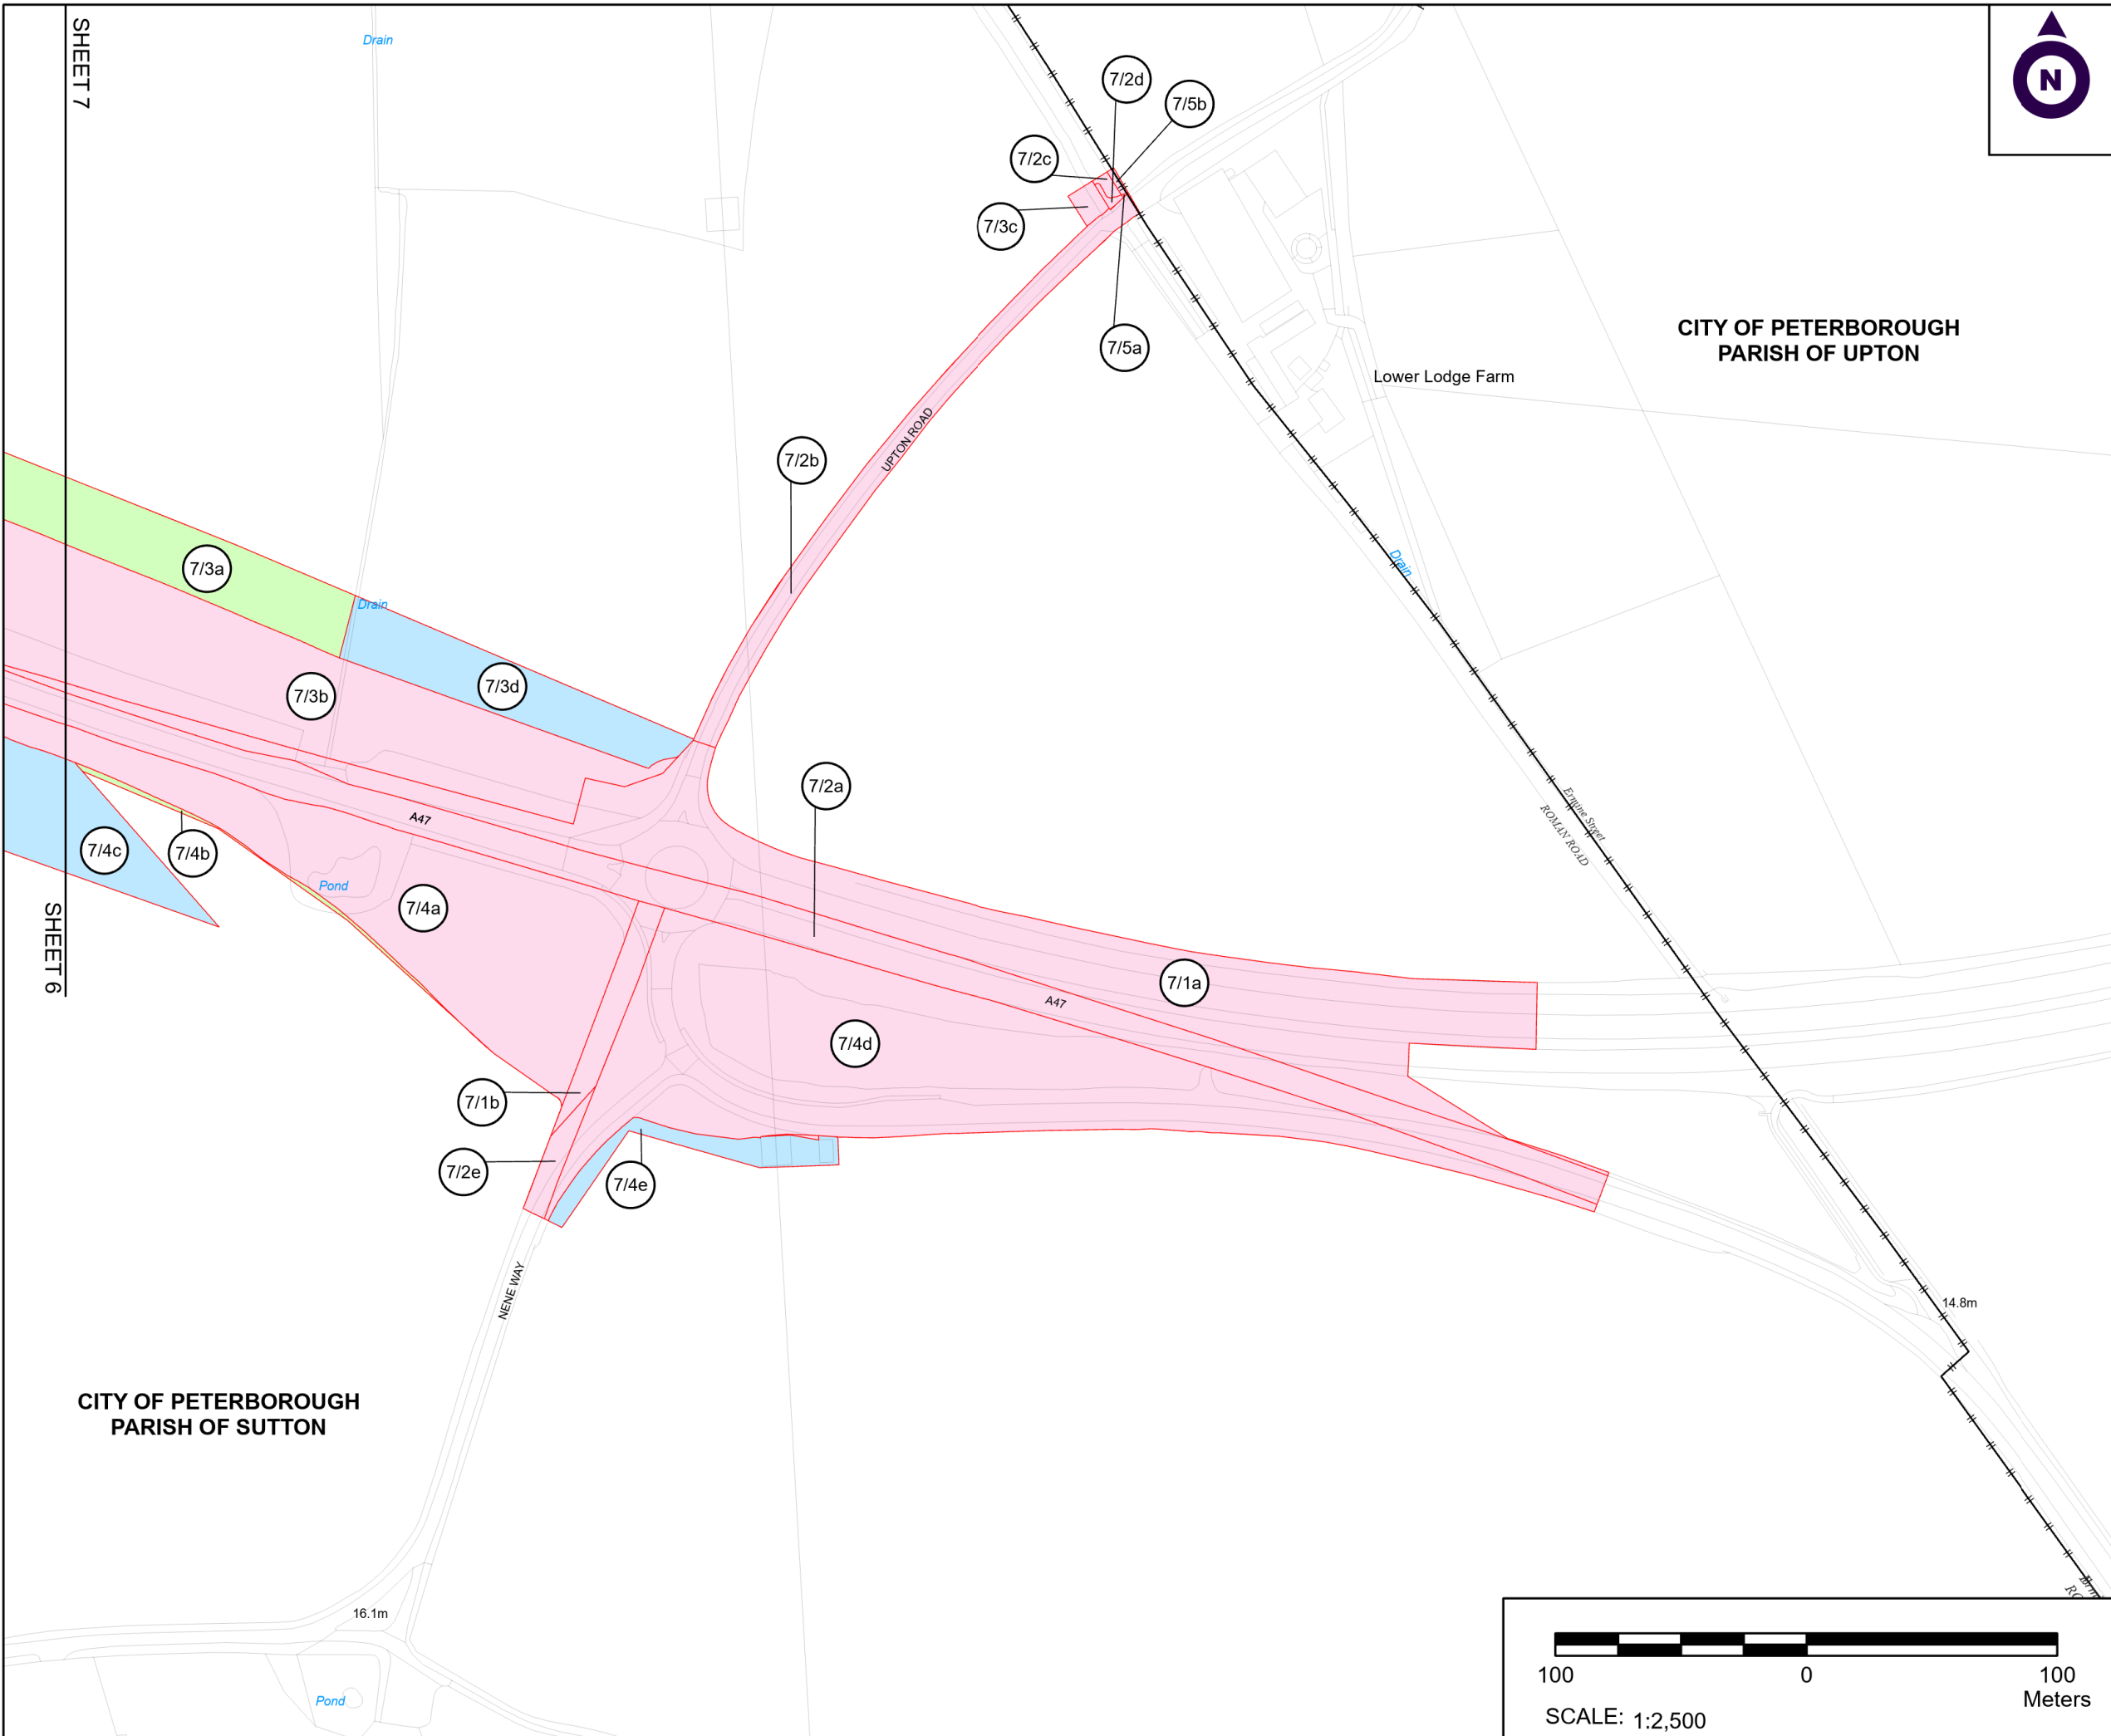 SHEET 7
Drain
7/2d
7/5b
7/2c
7/3c
N
7/5a
CITY OF PETERBOROUGH
PARISH OF UPTON
Lower Lodge Farm
UPTON ROAD
7/2b
7/3a
Drain
Drain
7/3b
7/3d
7/2a
A47
7/4c
7/4b
Ermine Street
ROMAN ROAD
Pond
7/4a
SHEET 6
7/1a
A47
7/4d
7/1b
7/2e
7/4e
NENE WAY
14.8m
CITY OF PETERBOROUGH
PARISH OF SUTTON
16.1m
Pond
100
0
100
Meters
SCALE: 1:2,500